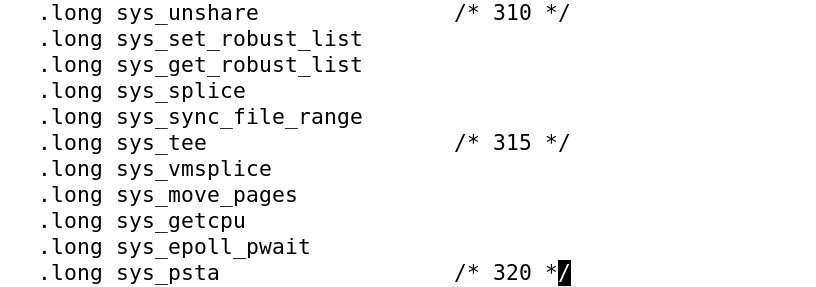 .long sys_unshare /* 310 */
.long sys_set_robust_list
.long sys_get_robust_list
.long sys_splice
.long sys_sync_file_range
.long sys_tee /* 315 */
.long sys_vmsplice
.long sys_move_pages
.long sys_getcpu
.long sys_epoll_pwait
.long sys_psta /* 320 */